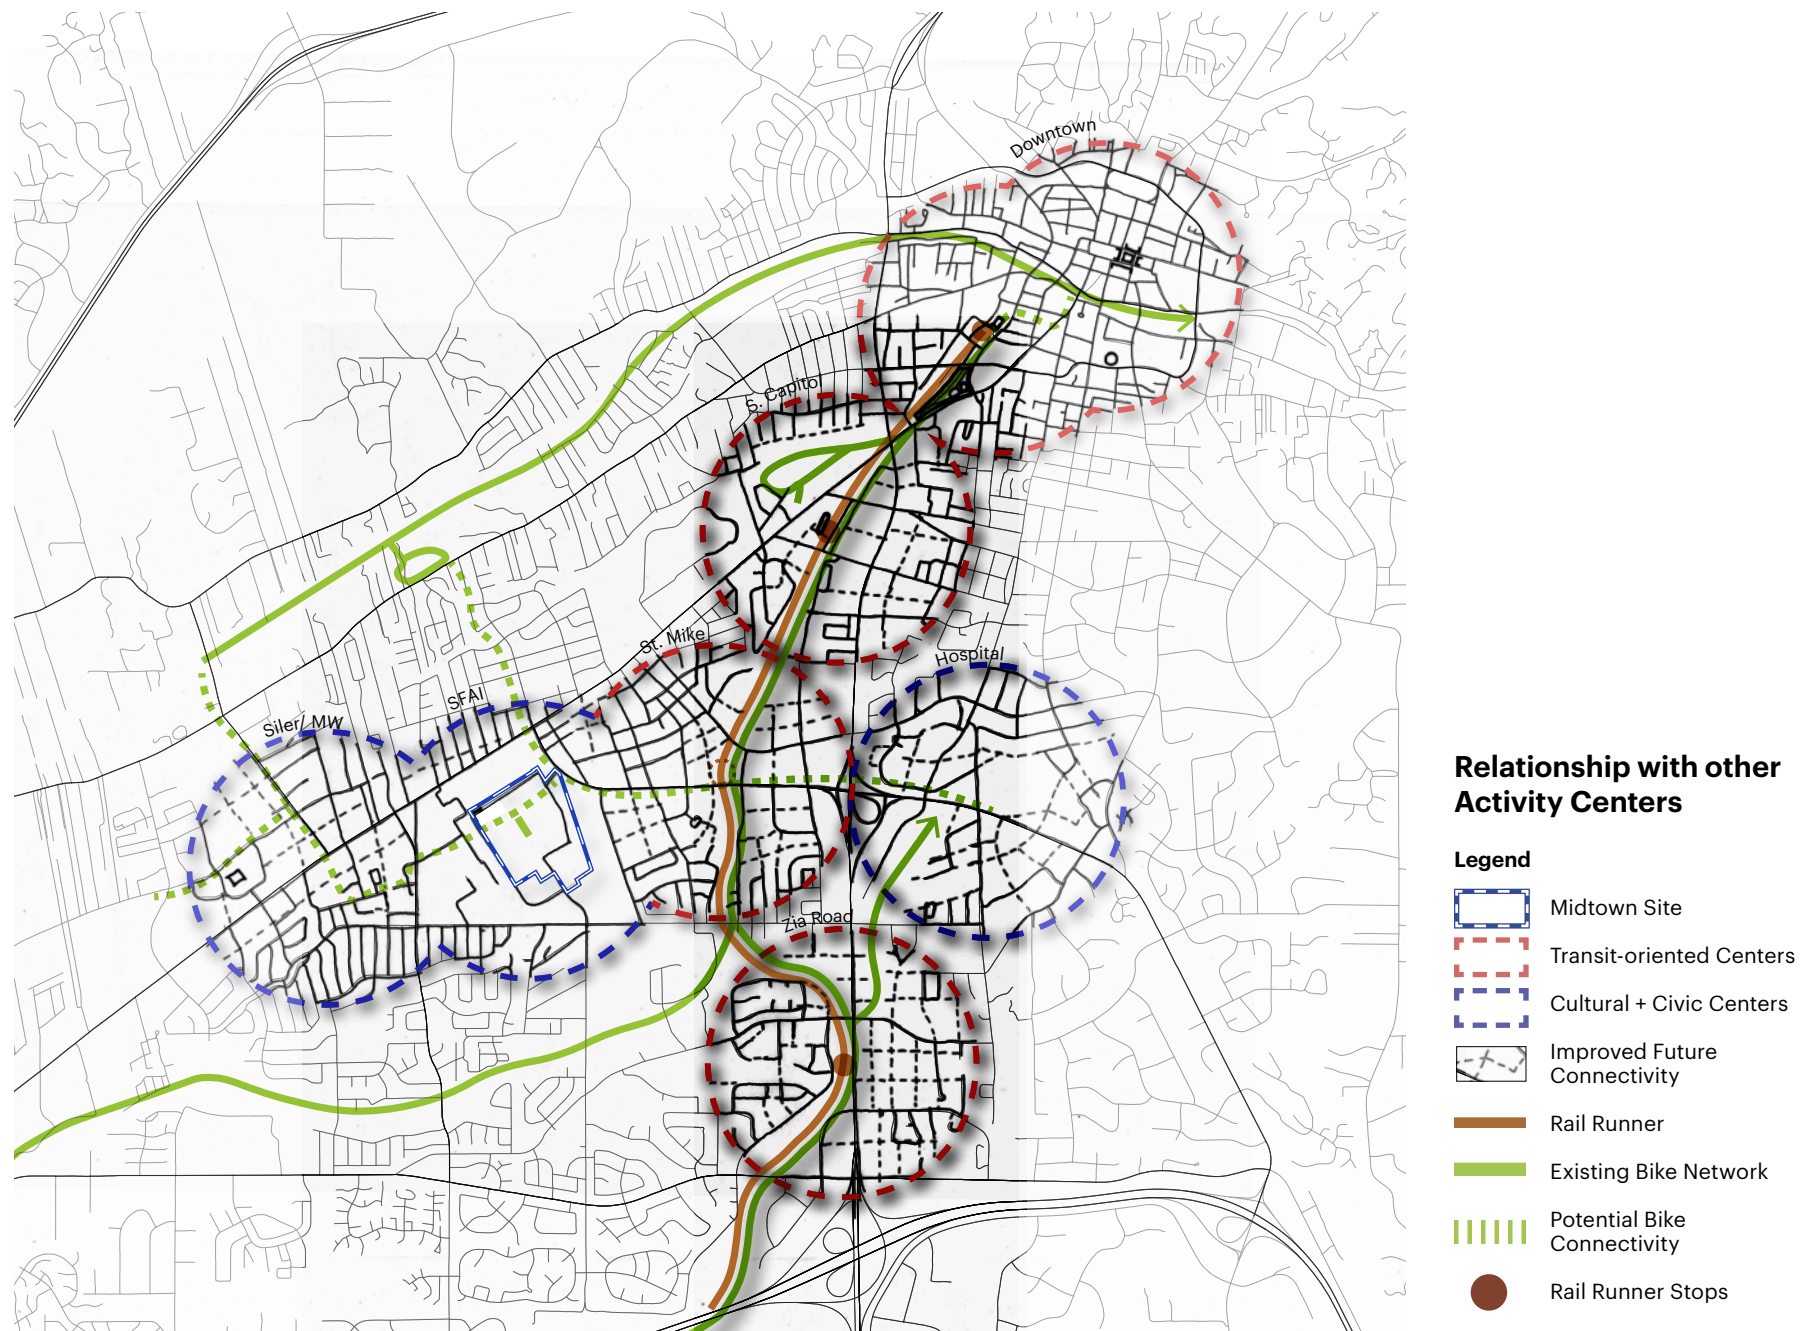 Downtown
S. Capitol
St. Mike
Hospital
SFAI
Siler/ MW
Zia Road
Relationship with other
Activity Centers
Legend
Midtown Site
Transit-oriented Centers
Cultural + Civic Centers
Improved Future
Connectivity
Rail Runner
Existing Bike Network
Potential Bike
Connectivity
Rail Runner Stops